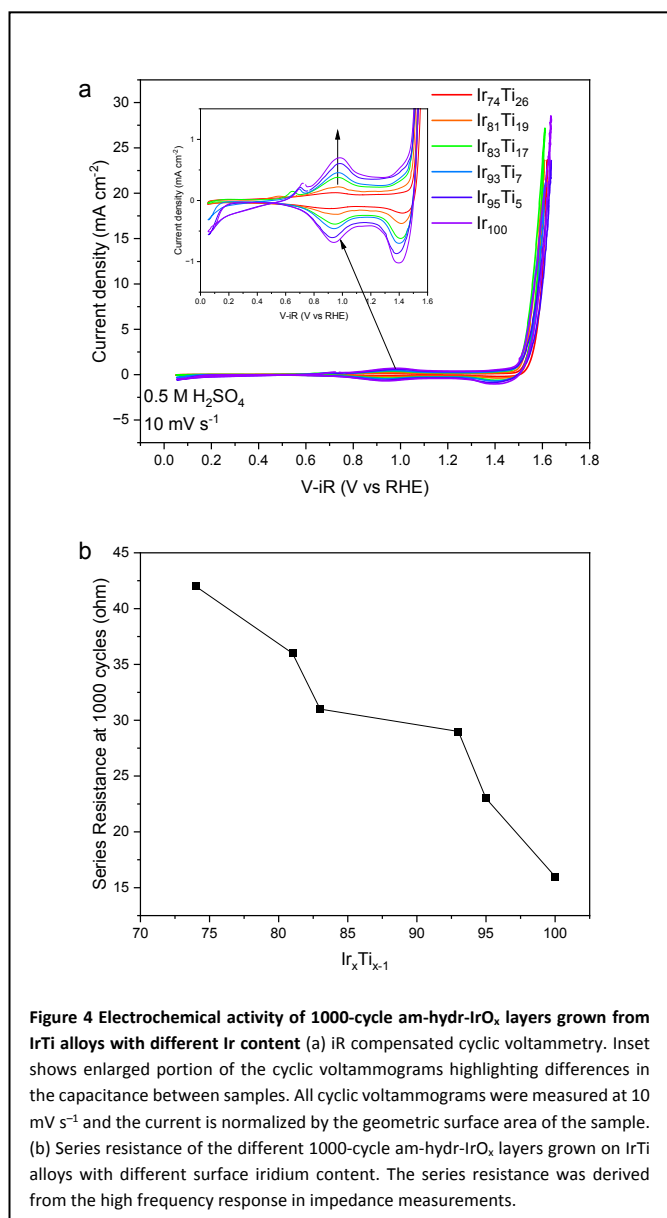 a
Ir₇₄Ti₂₆
Ir₈₁Ti₁₉
Ir₈₃Ti₁₇
Ir₉₃Ti₇
Ir₉₅Ti₅
Ir₁₀₀
30
25
20
15
10
5
0
−5
Current density (mA cm⁻²)
1
0
-1
Current density (mA cm⁻²)
0.0 0.2 0.4 0.6 0.8 1.0 1.2 1.4 1.6
V-iR (V vs RHE)
0.5 M H₂SO₄
10 mV s⁻¹
0.0 0.2 0.4 0.6 0.8 1.0 1.2 1.4 1.6 1.8
V-iR (V vs RHE)
b
45
40
35
30
25
20
15
Series Resistance at 1000 cycles (ohm)
70 75 80 85 90 95 100
IrₓTiₓ₋₁
Figure 4 Electrochemical activity of 1000-cycle am-hydr-IrOₓ layers grown from
IrTi alloys with different Ir content (a) iR compensated cyclic voltammetry. Inset
shows enlarged portion of the cyclic voltammograms highlighting differences in
the capacitance between samples. All cyclic voltammograms were measured at 10
mV s⁻¹ and the current is normalized by the geometric surface area of the sample.
(b) Series resistance of the different 1000-cycle am-hydr-IrOₓ layers grown on IrTi
alloys with different surface iridium content. The series resistance was derived
from the high frequency response in impedance measurements.